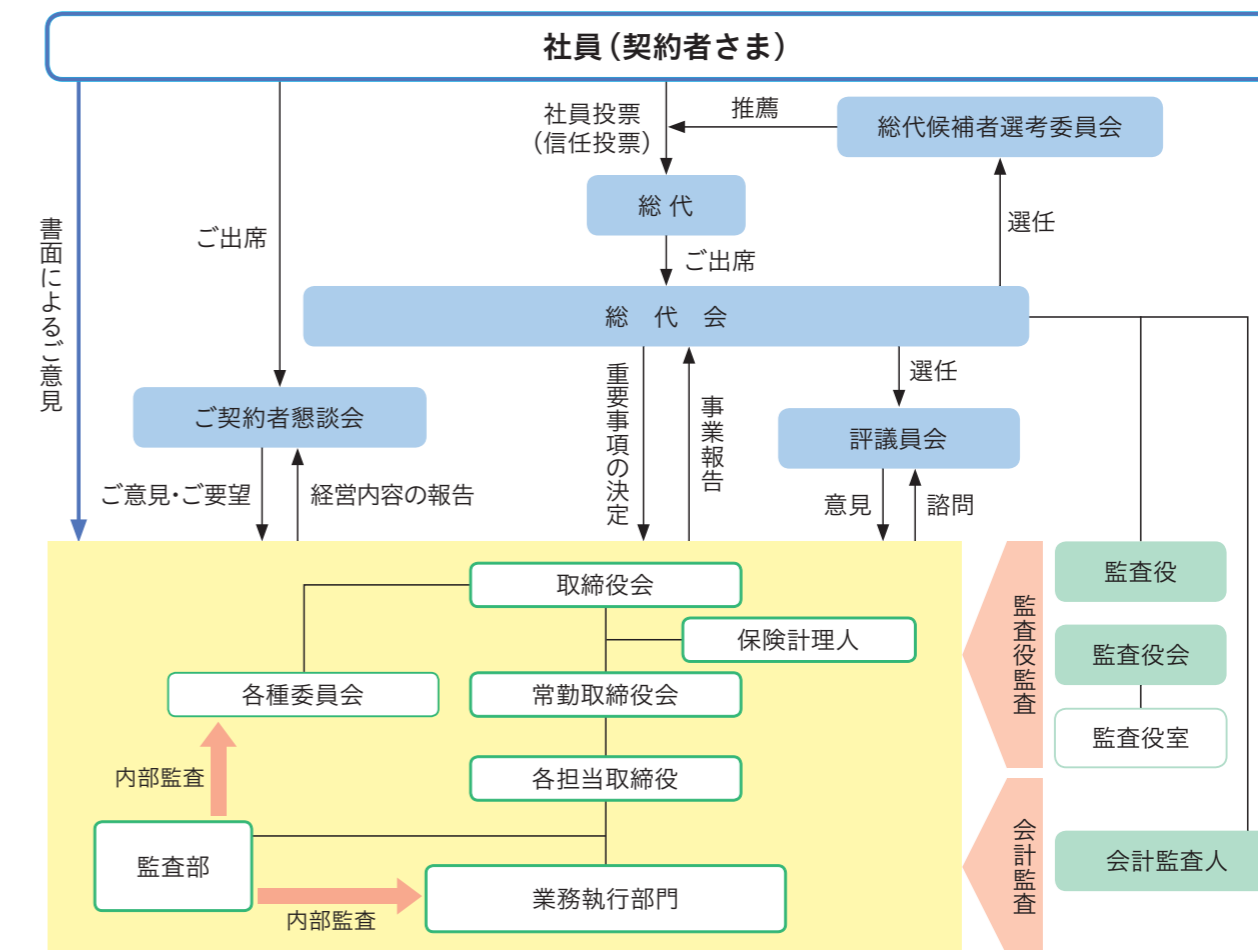 社員（契約者さま）
社員投票
（信任投票）
推薦
総代候補者選考委員会
総 代
選任
ご出席
ご出席
書面によるご意見
総 代 会
選任
ご契約者懇談会
重要事項の決定
事業報告
評議員会
ご意見・ご要望
経営内容の報告
意見
諮問
取締役会
保険計理人
各種委員会
常勤取締役会
内部監査
各担当取締役
監査部
内部監査
業務執行部門
監査役監査
監査役
監査役会
監査役室
会計監査
会計監査人